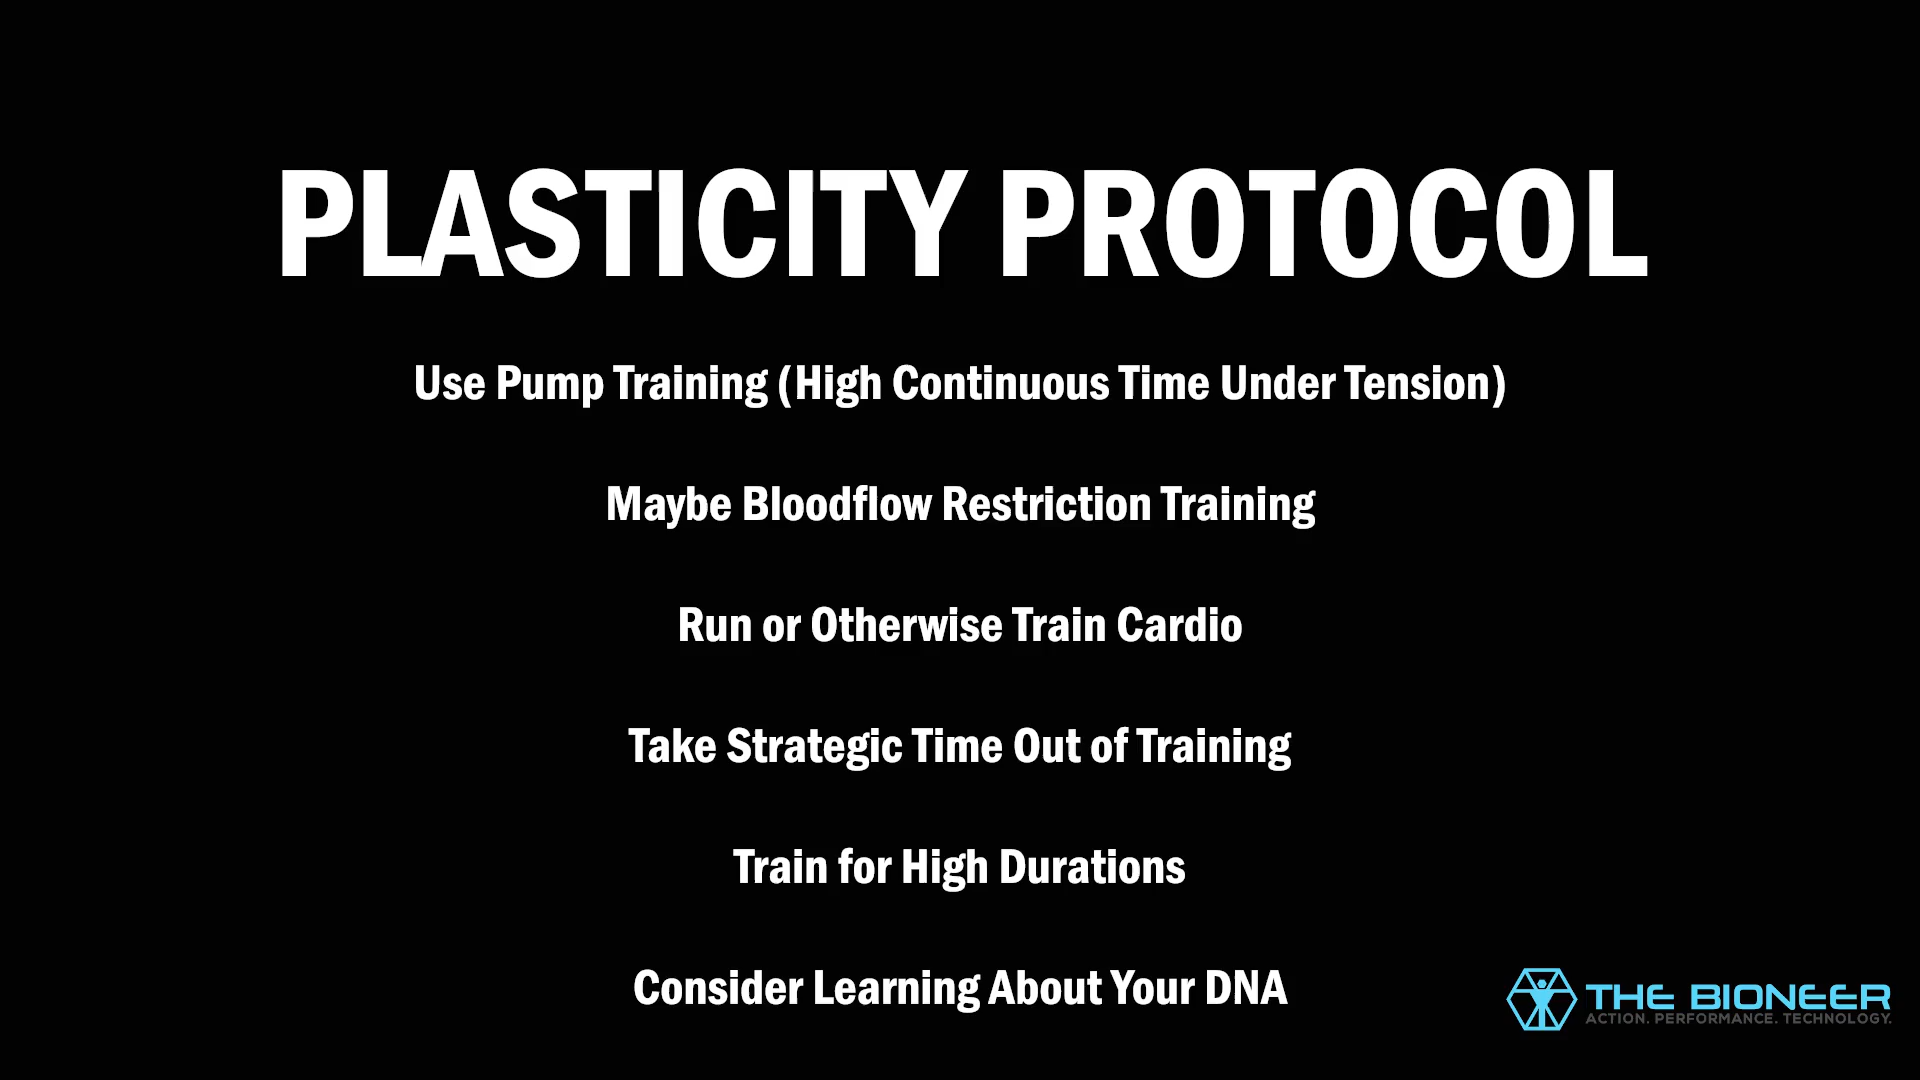 PLASTICITY PROTOCOL
Use Pump Training (High Continuous Time Under Tension)
Maybe Bloodflow Restriction Training
Run or Otherwise Train Cardio
Take Strategic Time Out of Training
Train for High Durations
Consider Learning About Your DNA
THE BIONEER
ACTION. PERFORMANCE. TECHNOLOGY.